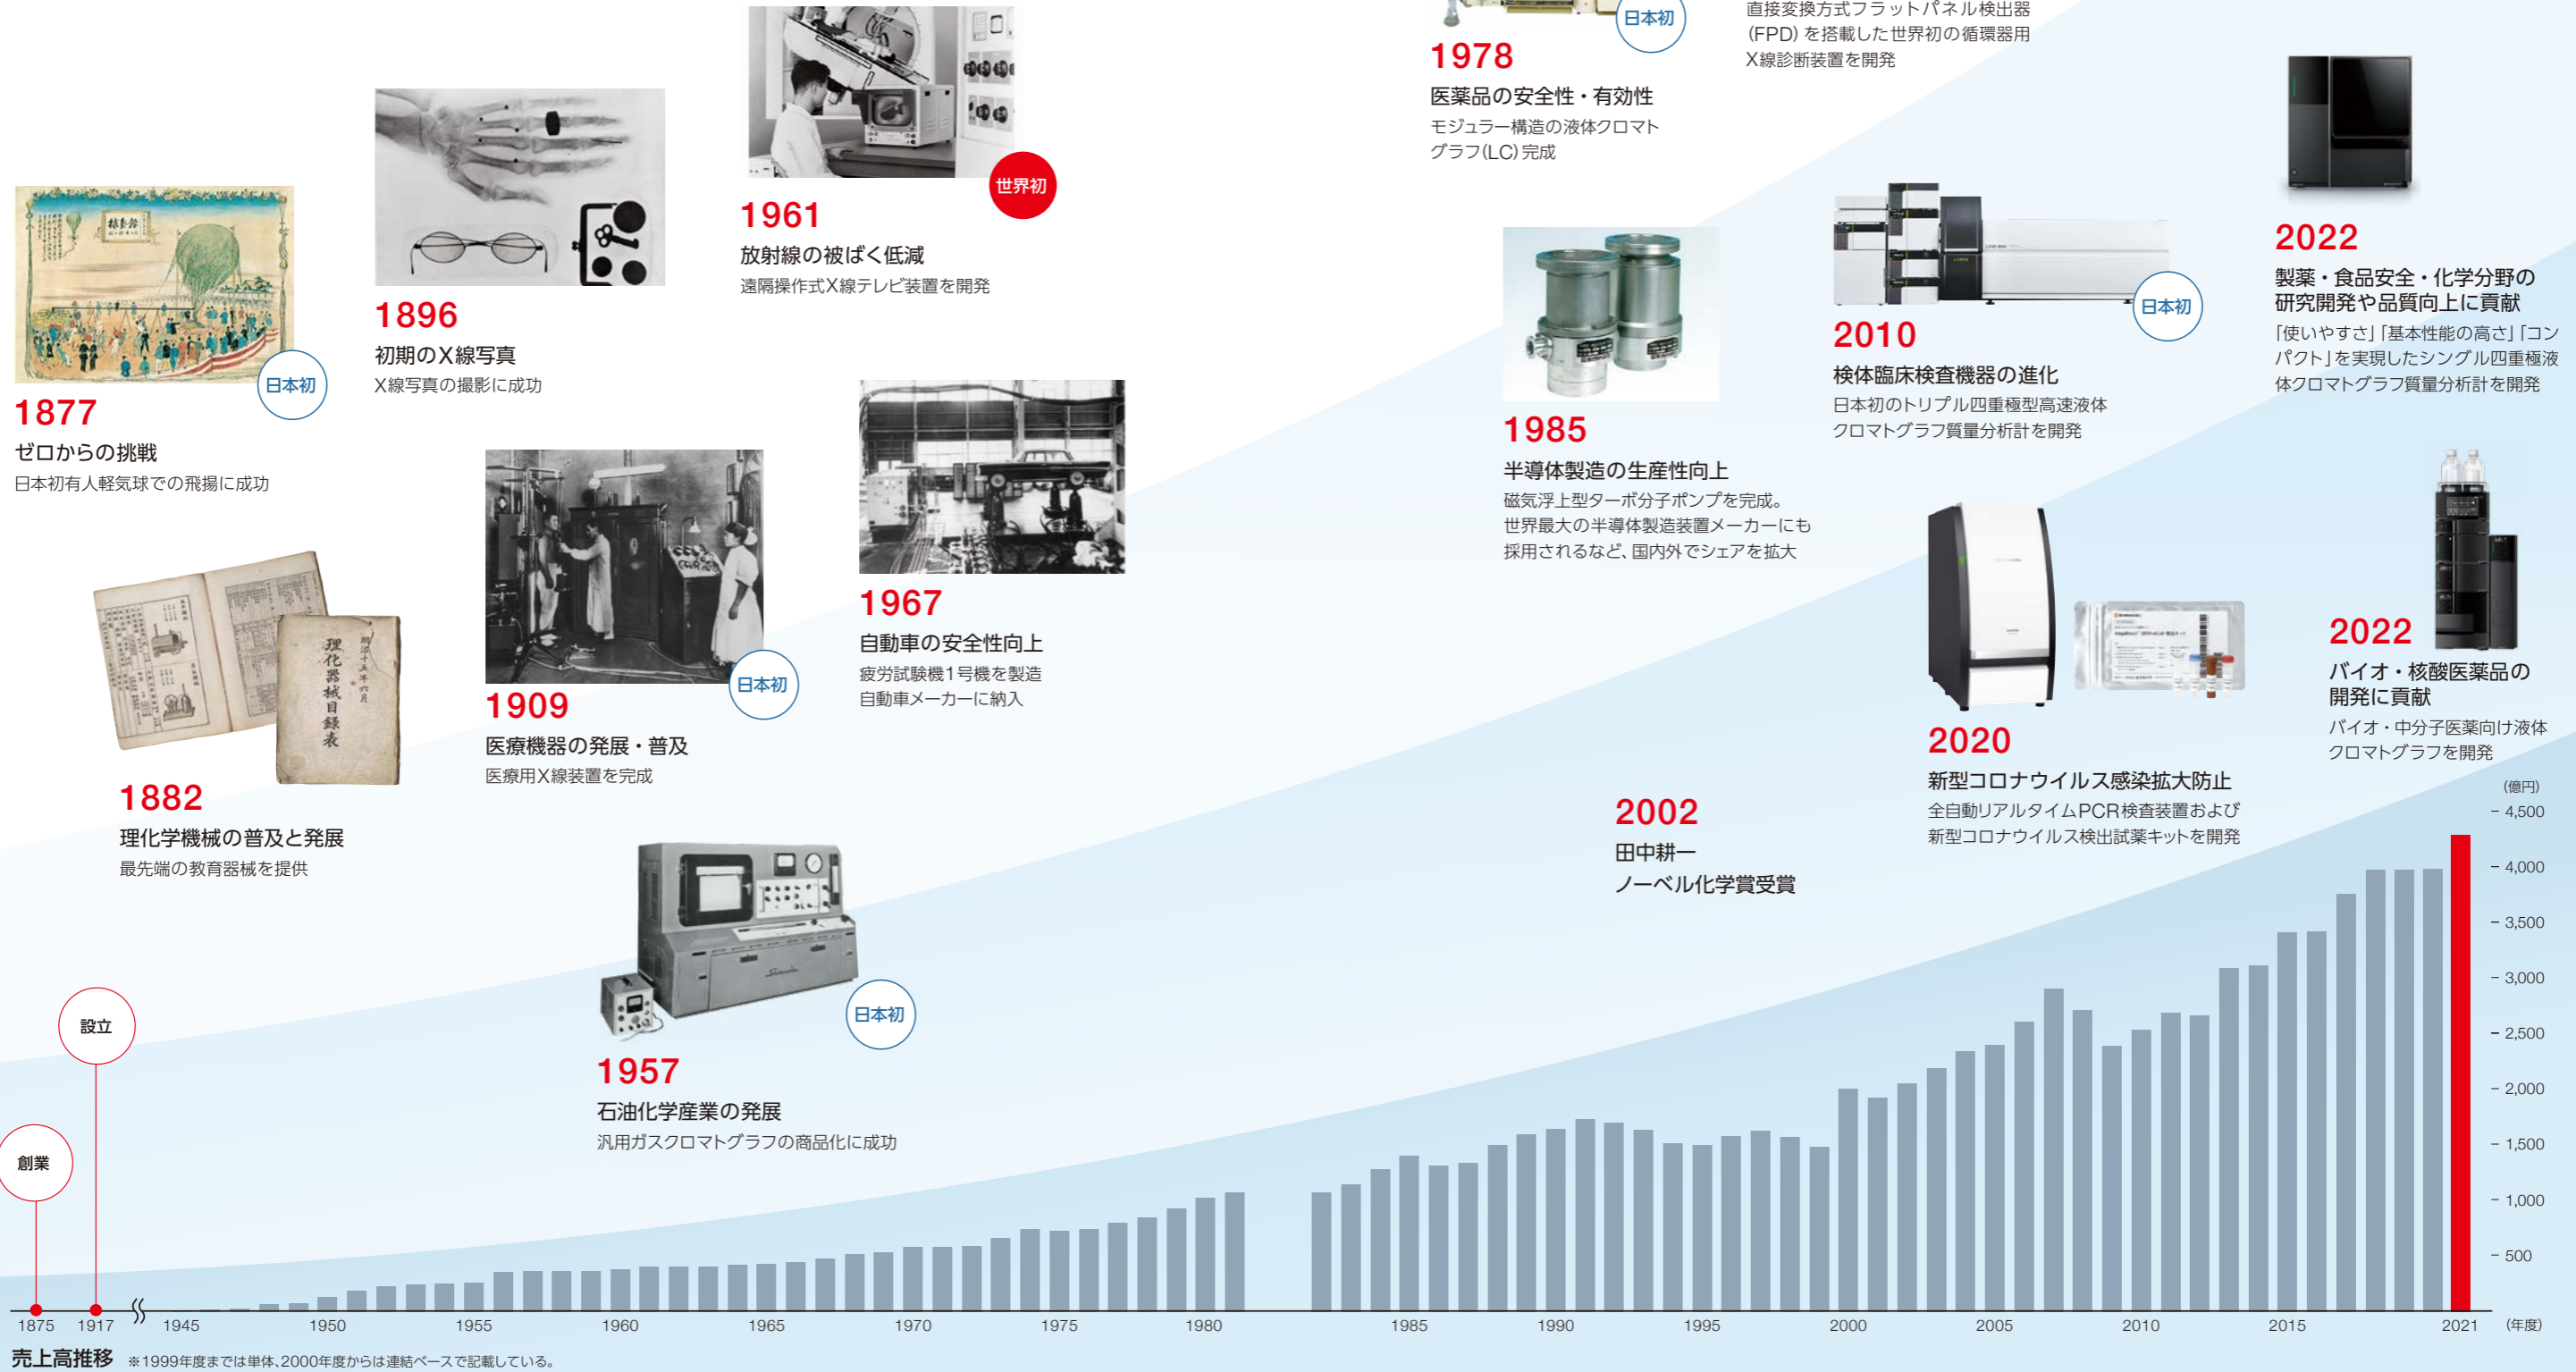 1877
ゼロからの挑戦
日本初有人軽気球での飛揚に成功
日本初
1882
理化学機械の普及と発展
最先端の教育器械を提供
理化器械目録表
明治十五年六月
1896
初期のX線写真
X線写真の撮影に成功
1909
医療機器の発展・普及
医療用X線装置を完成
日本初
1957
石油化学産業の発展
汎用ガスクロマトグラフの商品化に成功
日本初
1961
放射線の被ばく低減
遠隔操作式X線テレビ装置を開発
世界初
1967
自動車の安全性向上
疲労試験機1号機を製造
自動車メーカーに納入
1978
医薬品の安全性・有効性
モジュラー構造の液体クロマト
グラフ(LC)完成
日本初
直接変換方式フラットパネル検出器
(FPD) を搭載した世界初の循環器用
X線診断装置を開発
1985
半導体製造の生産性向上
磁気浮上型ターボ分子ポンプを完成。
世界最大の半導体製造装置メーカーにも
採用されるなど、国内外でシェアを拡大
2002
田中耕一
ノーベル化学賞受賞
2010
検体臨床検査機器の進化
日本初のトリプル四重極型高速液体
クロマトグラフ質量分析計を開発
日本初
2020
新型コロナウイルス感染拡大防止
全自動リアルタイムPCR検査装置および
新型コロナウイルス検出試薬キットを開発
2022
製薬・食品安全・化学分野の
研究開発や品質向上に貢献
「使いやすさ」「基本性能の高さ」「コン
パクト」を実現したシングル四重極液
体クロマトグラフ質量分析計を開発
2022
バイオ・核酸医薬品の
開発に貢献
バイオ・中分子医薬向け液体
クロマトグラフを開発
(億円)
4,500
4,000
3,500
3,000
2,500
2,000
1,500
1,000
500
設立
創業
1875 1917 1945 1950 1955 1960 1965 1970 1975 1980 1985 1990 1995 2000 2005 2010 2015 2021 (年度)
売上高推移 ※1999年度までは単体、2000年度からは連結ベースで記載している。